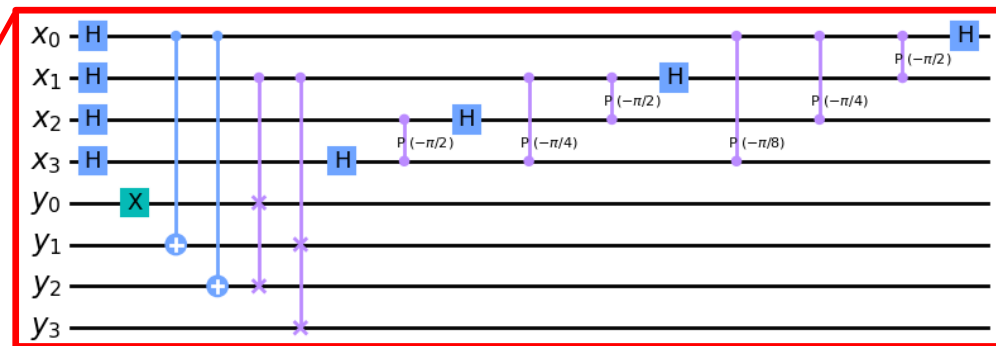 x₀ H H
P (−π/2)
x₁ H H
P (−π/2) P (−π/4)
x₂ H H
P (−π/2) P (−π/4) P (−π/8)
x₃ H H
y₀ X
y₁
y₂
y₃